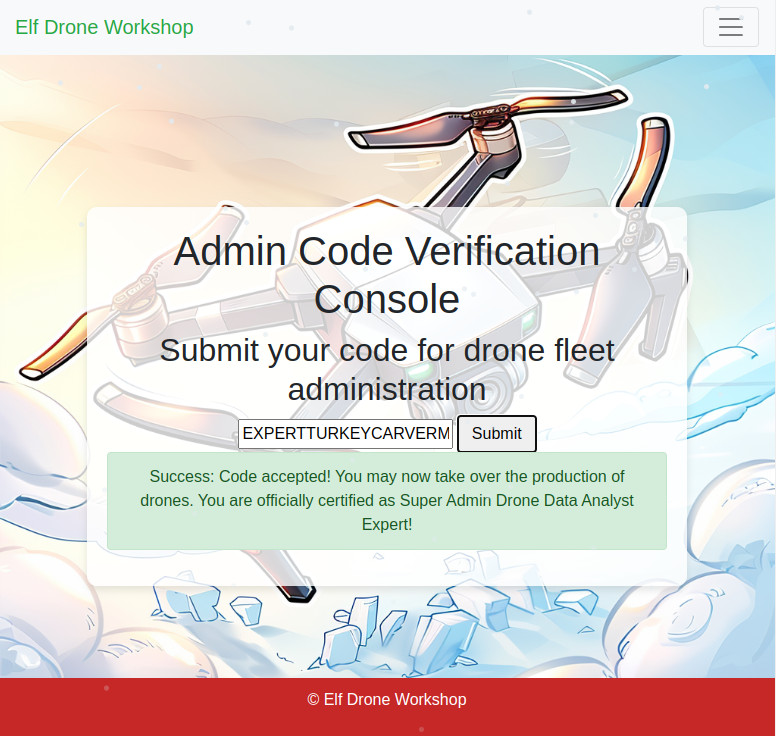 Elf Drone Workshop
Admin Code Verification
Console
Submit your code for drone fleet
administration
EXPERTTURKEYCARVERM
Submit
Success: Code accepted! You may now take over the production of
drones. You are officially certified as Super Admin Drone Data Analyst
Expert!
© Elf Drone Workshop